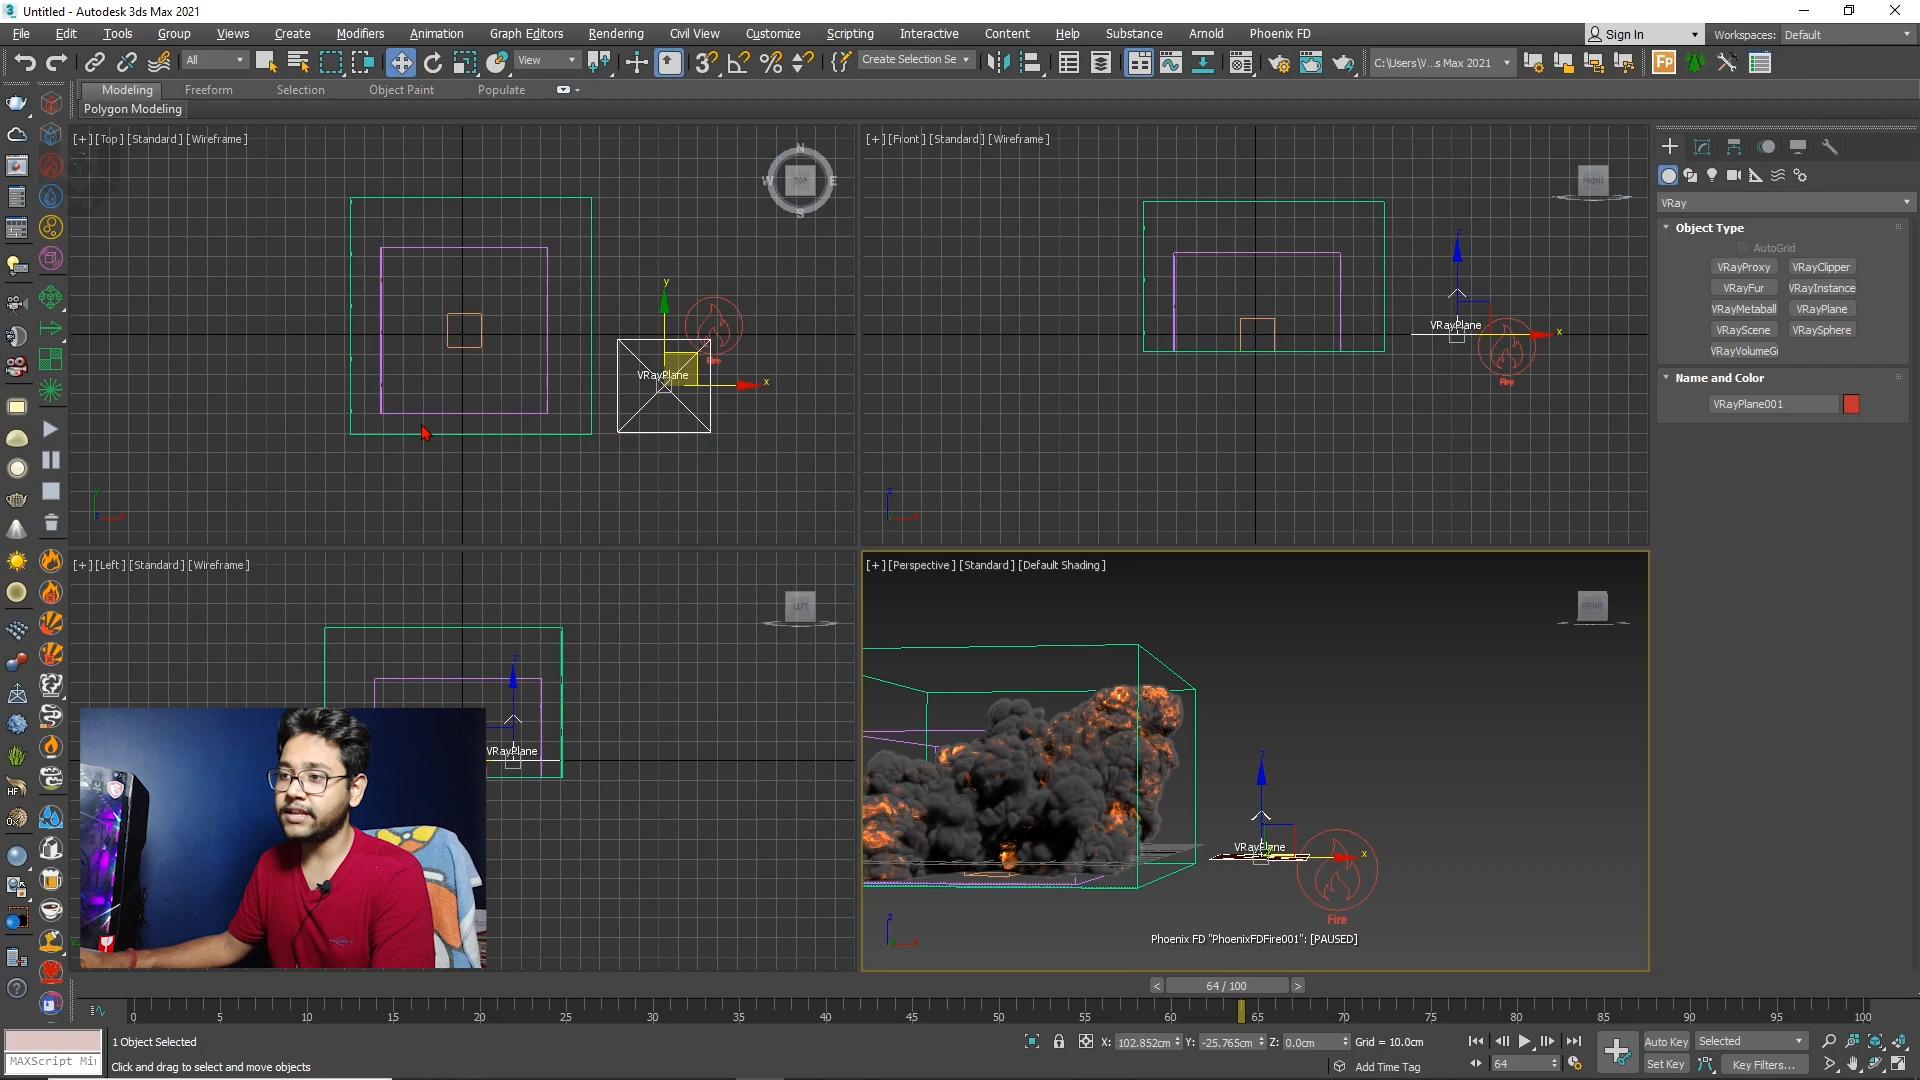 Untitled - Autodesk 3ds Max 2021
File Edit Tools Group Views Create Modifiers Animation Graph Editors Rendering Civil View Customize Scripting Interactive Content Help Substance Arnold Phoenix FD Sign In Workspaces: Default
All View Create Selection Se C:\Users\V...s Max 2021
Modeling Freeform Selection Object Paint Populate
Polygon Modeling
[+] [Top] [Standard] [Wireframe]
N
W TOP E
S
y
VRayPlane
x
Fire
[+] [Front] [Standard] [Wireframe]
FRONT
z
VRayPlane
x
Fire
VRay
Object Type
AutoGrid
VRayProxy VRayClipper
VRayFur VRayInstance
VRayMetaball VRayPlane
VRayScene VRaySphere
VRayVolumeG
Name and Color
VRayPlane001
[+] [Left] [Standard] [Wireframe]
LEFT
z
VRayPlane
[+] [Perspective] [Standard] [Default Shading]
FRONT
z
VRayPlane
x
Fire
Phoenix FD "PhoenixFDFire001": [PAUSED]
< 64 / 100 >
0 5 10 15 20 25 30 35 40 45 50 55 60 65 70 75 80 85 90 95 100
1 Object Selected
X: 102.852cm Y: -25.765cm Z: 0.0cm Grid = 10.0cm
Auto Key Selected
MAXScript Mi
Click and drag to select and move objects
Add Time Tag
64
Set Key Key Filters...